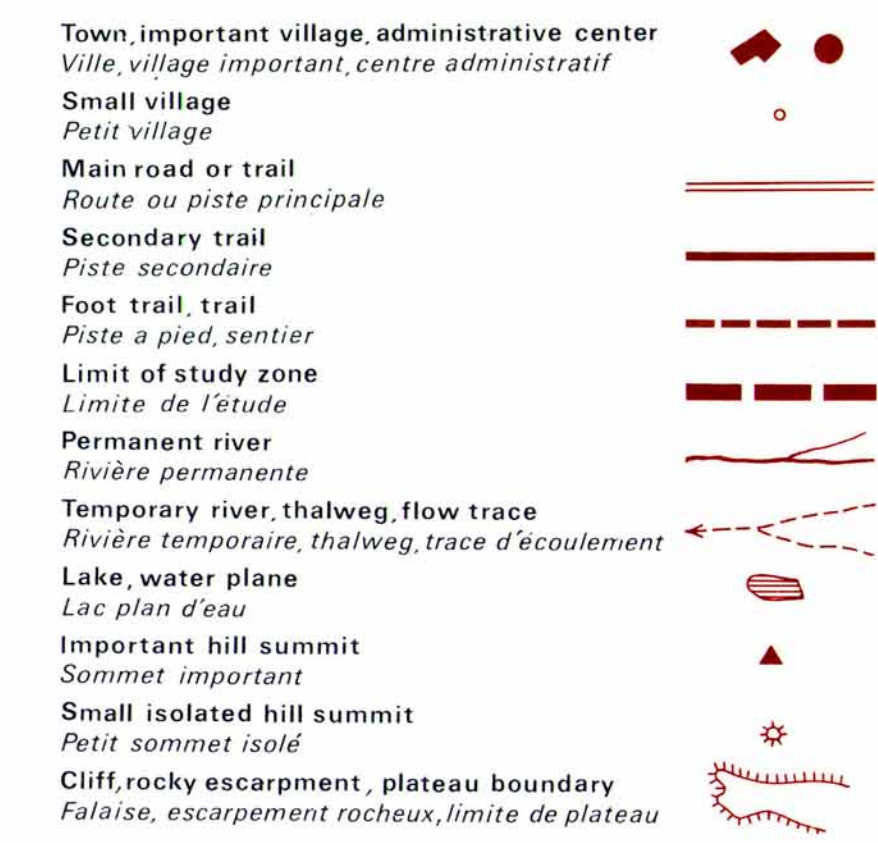 Town, important village, administrative center
Ville, village important, centre administratif
Small village
Petit village
Main road or trail
Route ou piste principale
Secondary trail
Piste secondaire
Foot trail, trail
Piste a pied, sentier
Limit of study zone
Limite de l'étude
Permanent river
Rivière permanente
Temporary river, thalweg, flow trace
Rivière temporaire, thalweg, trace d'écoulement
Lake, water plane
Lac plan d'eau
Important hill summit
Sommet important
Small isolated hill summit
Petit sommet isolé
Cliff, rocky escarpment, plateau boundary
Falaise, escarpement rocheux, limite de plateau